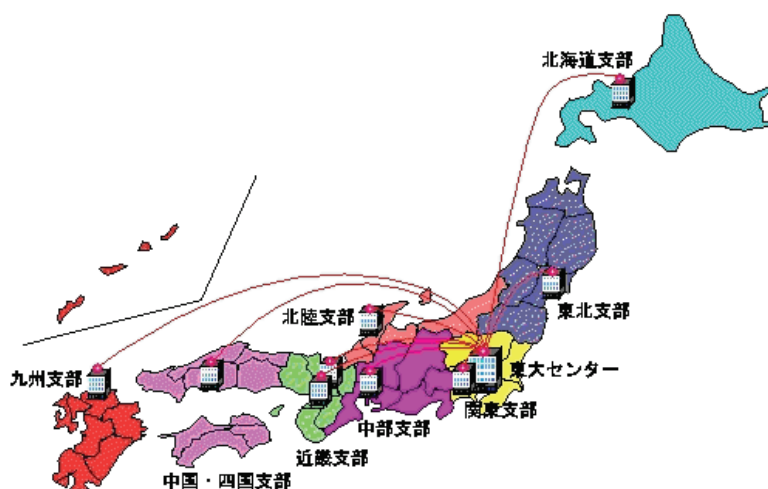 北海道支部
東北支部
北陸支部
東大センター
九州支部
関東支部
中部支部
近畿支部
中国・四国支部